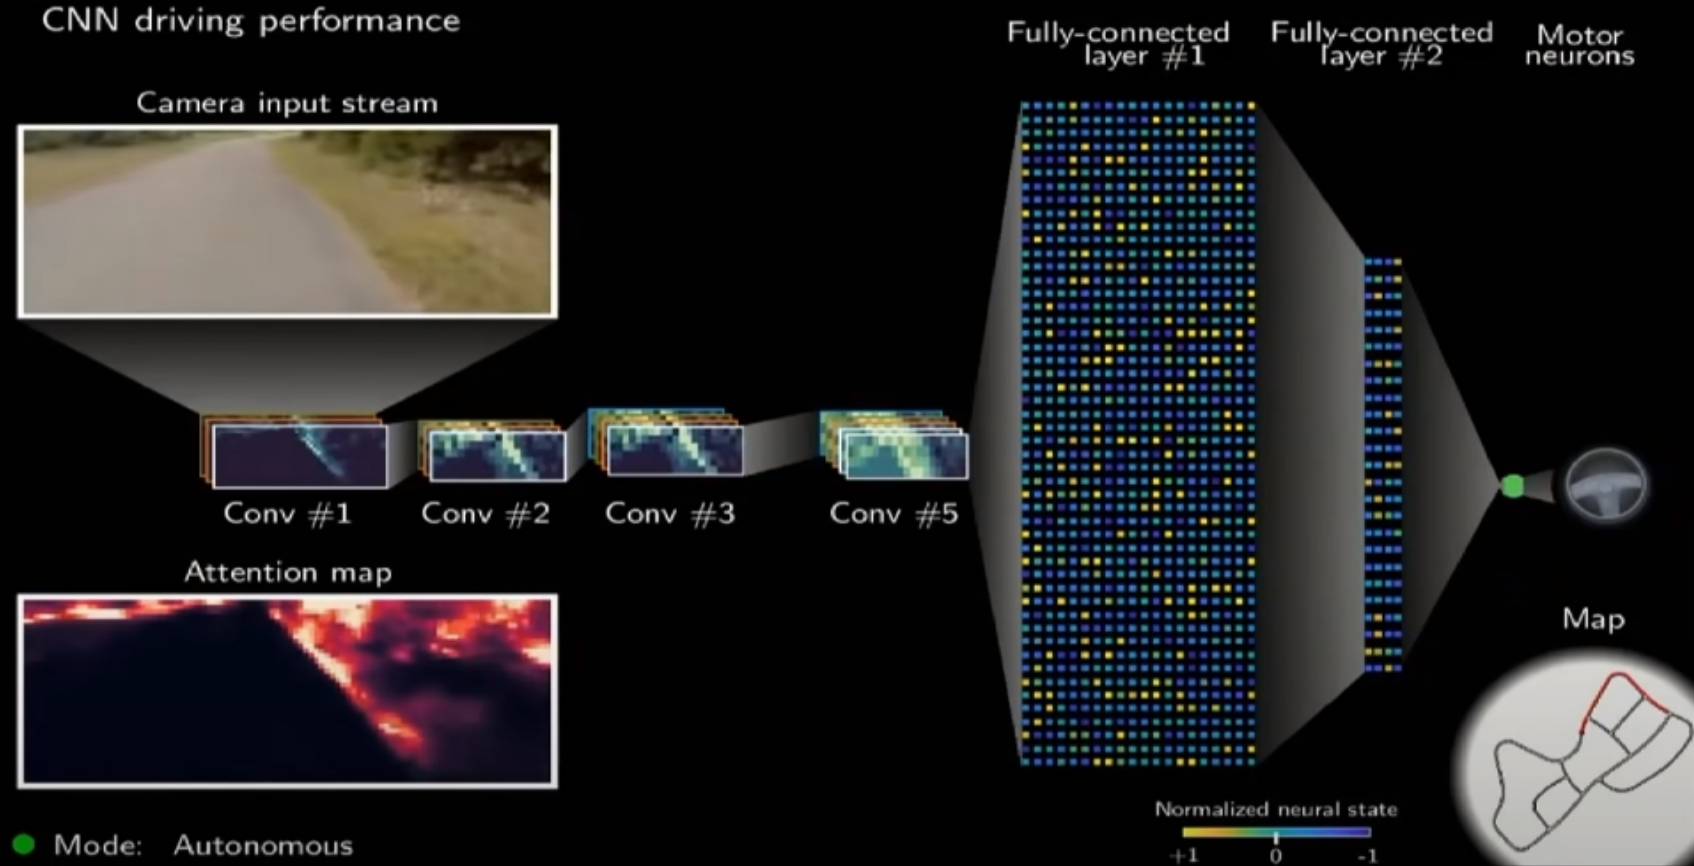 CNN driving performance
Camera input stream
Fully-connected
layer #1
Fully-connected
layer #2
Motor
neurons
Conv #1
Conv #2
Conv #3
Conv #5
Attention map
Map
Normalized neural state
+1 0 -1
Mode: Autonomous